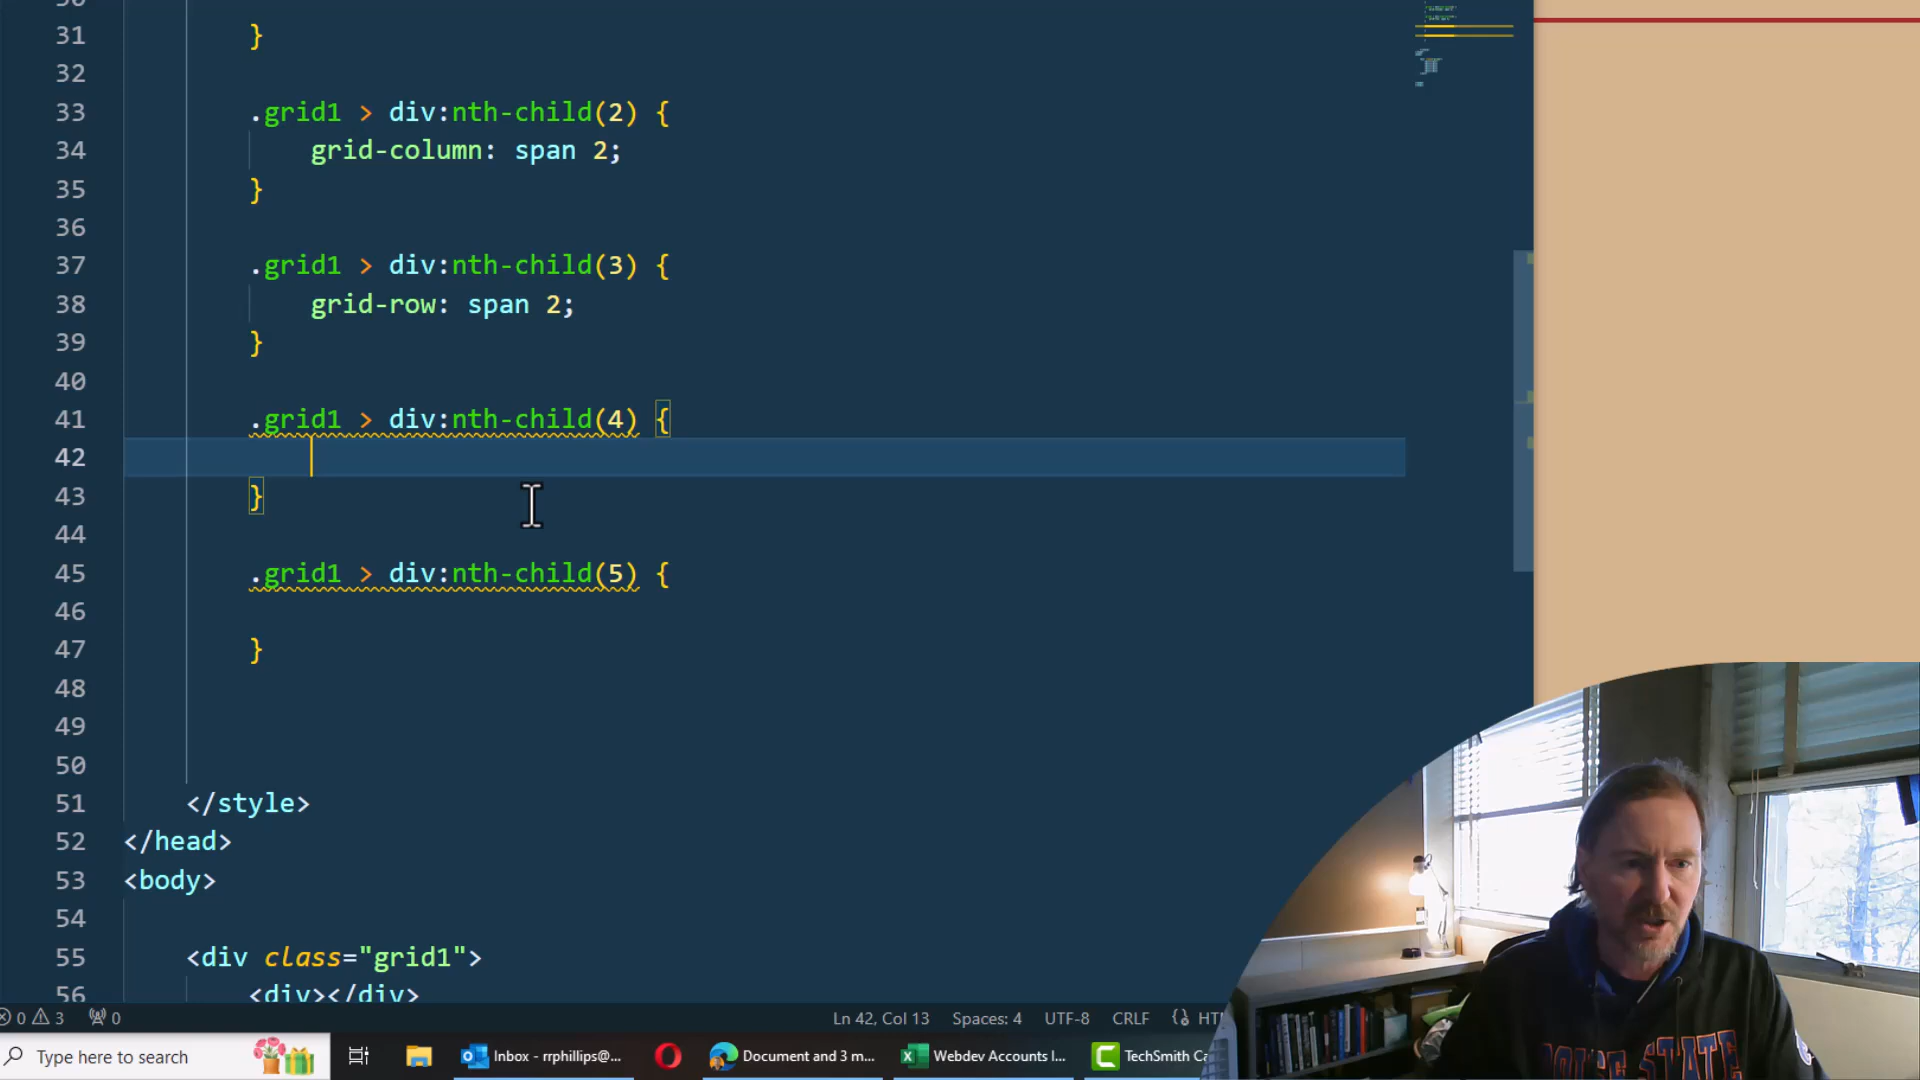 31 }
32
33 .grid1 > div:nth-child(2) {
34 grid-column: span 2;
35 }
36
37 .grid1 > div:nth-child(3) {
38 grid-row: span 2;
39 }
40
41 .grid1 > div:nth-child(4) {
42
43 }
44
45 .grid1 > div:nth-child(5) {
46
47 }
48
49
50
51 </style>
52 </head>
53 <body>
54
55 <div class="grid1">
56 <div></div>
0 3 0 Ln 42, Col 13 Spaces: 4 UTF-8 CRLF
Type here to search Inbox - rrphillips@... Document and 3 m... Webdev Accounts I... TechSmith Ca